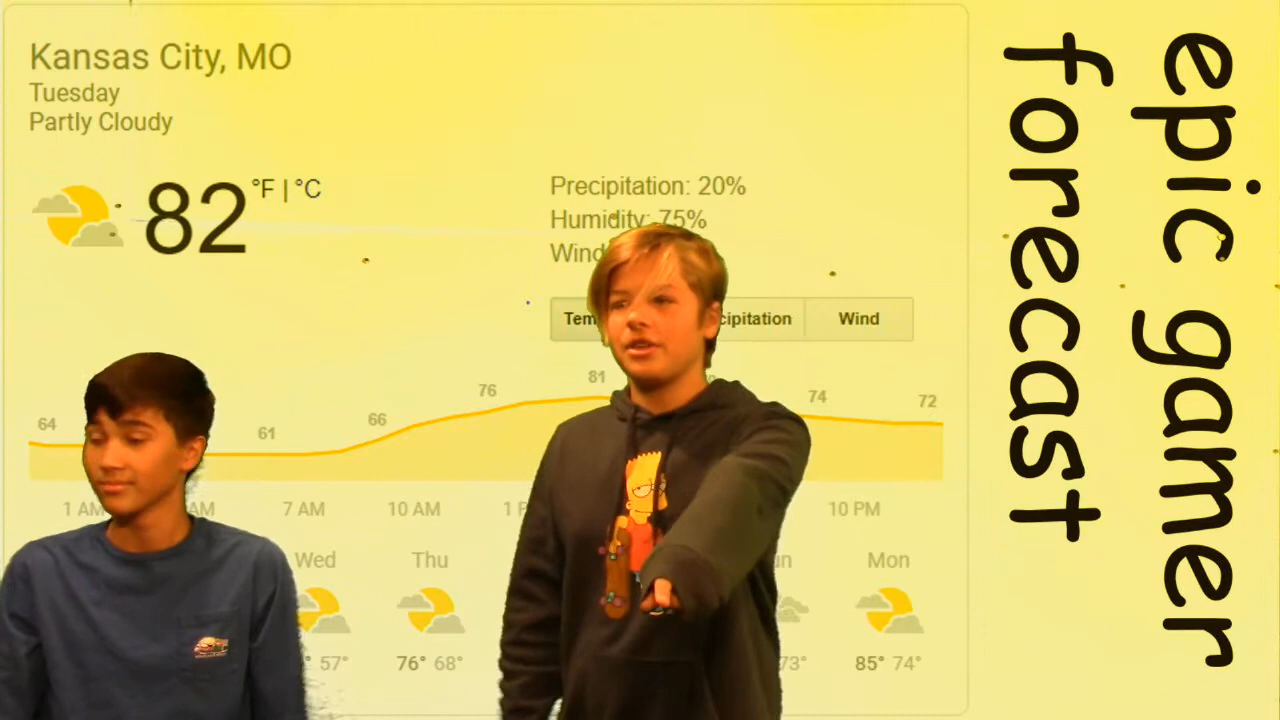 Kansas City, MO
Tuesday
Partly Cloudy
82 °F | °C
Precipitation: 20%
Humidity: 75%
Wind
Wind
64 61 66 76 81 74 72
1 AM 7 AM 10 AM 10 PM
Wed Thu Mon
57° 76° 68° 73° 85° 74°
epic gamer
forecast